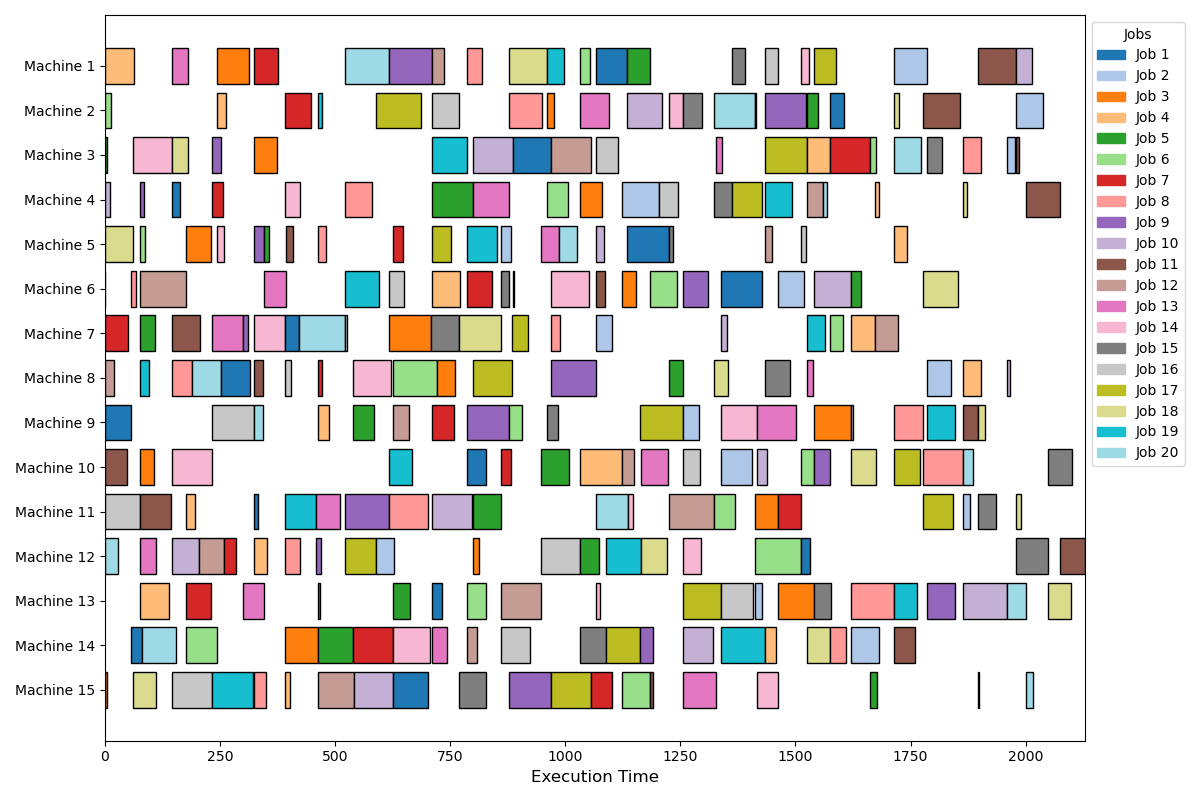 Machine 1
Machine 2
Machine 3
Machine 4
Machine 5
Machine 6
Machine 7
Machine 8
Machine 9
Machine 10
Machine 11
Machine 12
Machine 13
Machine 14
Machine 15
0
250
500
750
1000
1250
1500
1750
2000
Execution Time
Jobs
Job 1
Job 2
Job 3
Job 4
Job 5
Job 6
Job 7
Job 8
Job 9
Job 10
Job 11
Job 12
Job 13
Job 14
Job 15
Job 16
Job 17
Job 18
Job 19
Job 20